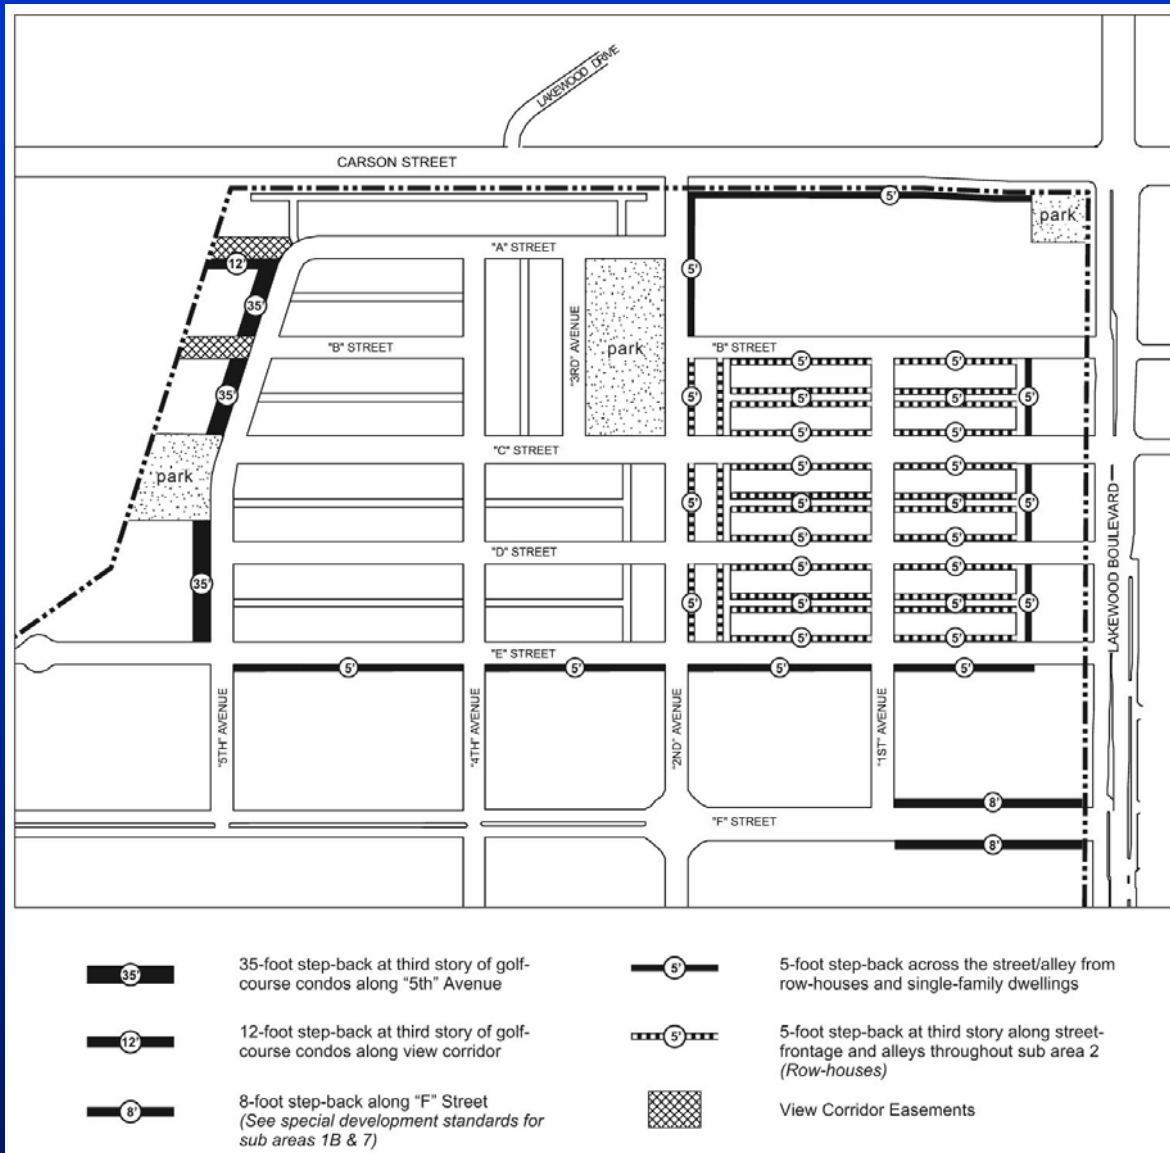 LAKEWOOD DRIVE
CARSON STREET
5'
park
"A" STREET
12'
5'
35'
"3RD" AVENUE
park
"B" STREET
"B" STREET
5'
5'
35'
5'
5'
5'
5'
5'
5'
"C" STREET
5'
5'
park
5'
5'
5'
5'
LAKEWOOD BOULEVARD
5'
5'
"D" STREET
5'
5'
35'
5'
5'
5'
5'
5'
5'
"E" STREET
5'
5'
5'
5'
"5TH" AVENUE
"4TH" AVENUE
"2ND" AVENUE
"1ST" AVENUE
8'
"F" STREET
8'
35'
35-foot step-back at third story of golf-
course condos along "5th" Avenue
12'
12-foot step-back at third story of golf-
course condos along view corridor
8'
8-foot step-back along "F" Street
(See special development standards for
sub areas 1B & 7)
5'
5-foot step-back across the street/alley from
row-houses and single-family dwellings
5'
5-foot step-back at third story along street-
frontage and alleys throughout sub area 2
(Row-houses)
View Corridor Easements